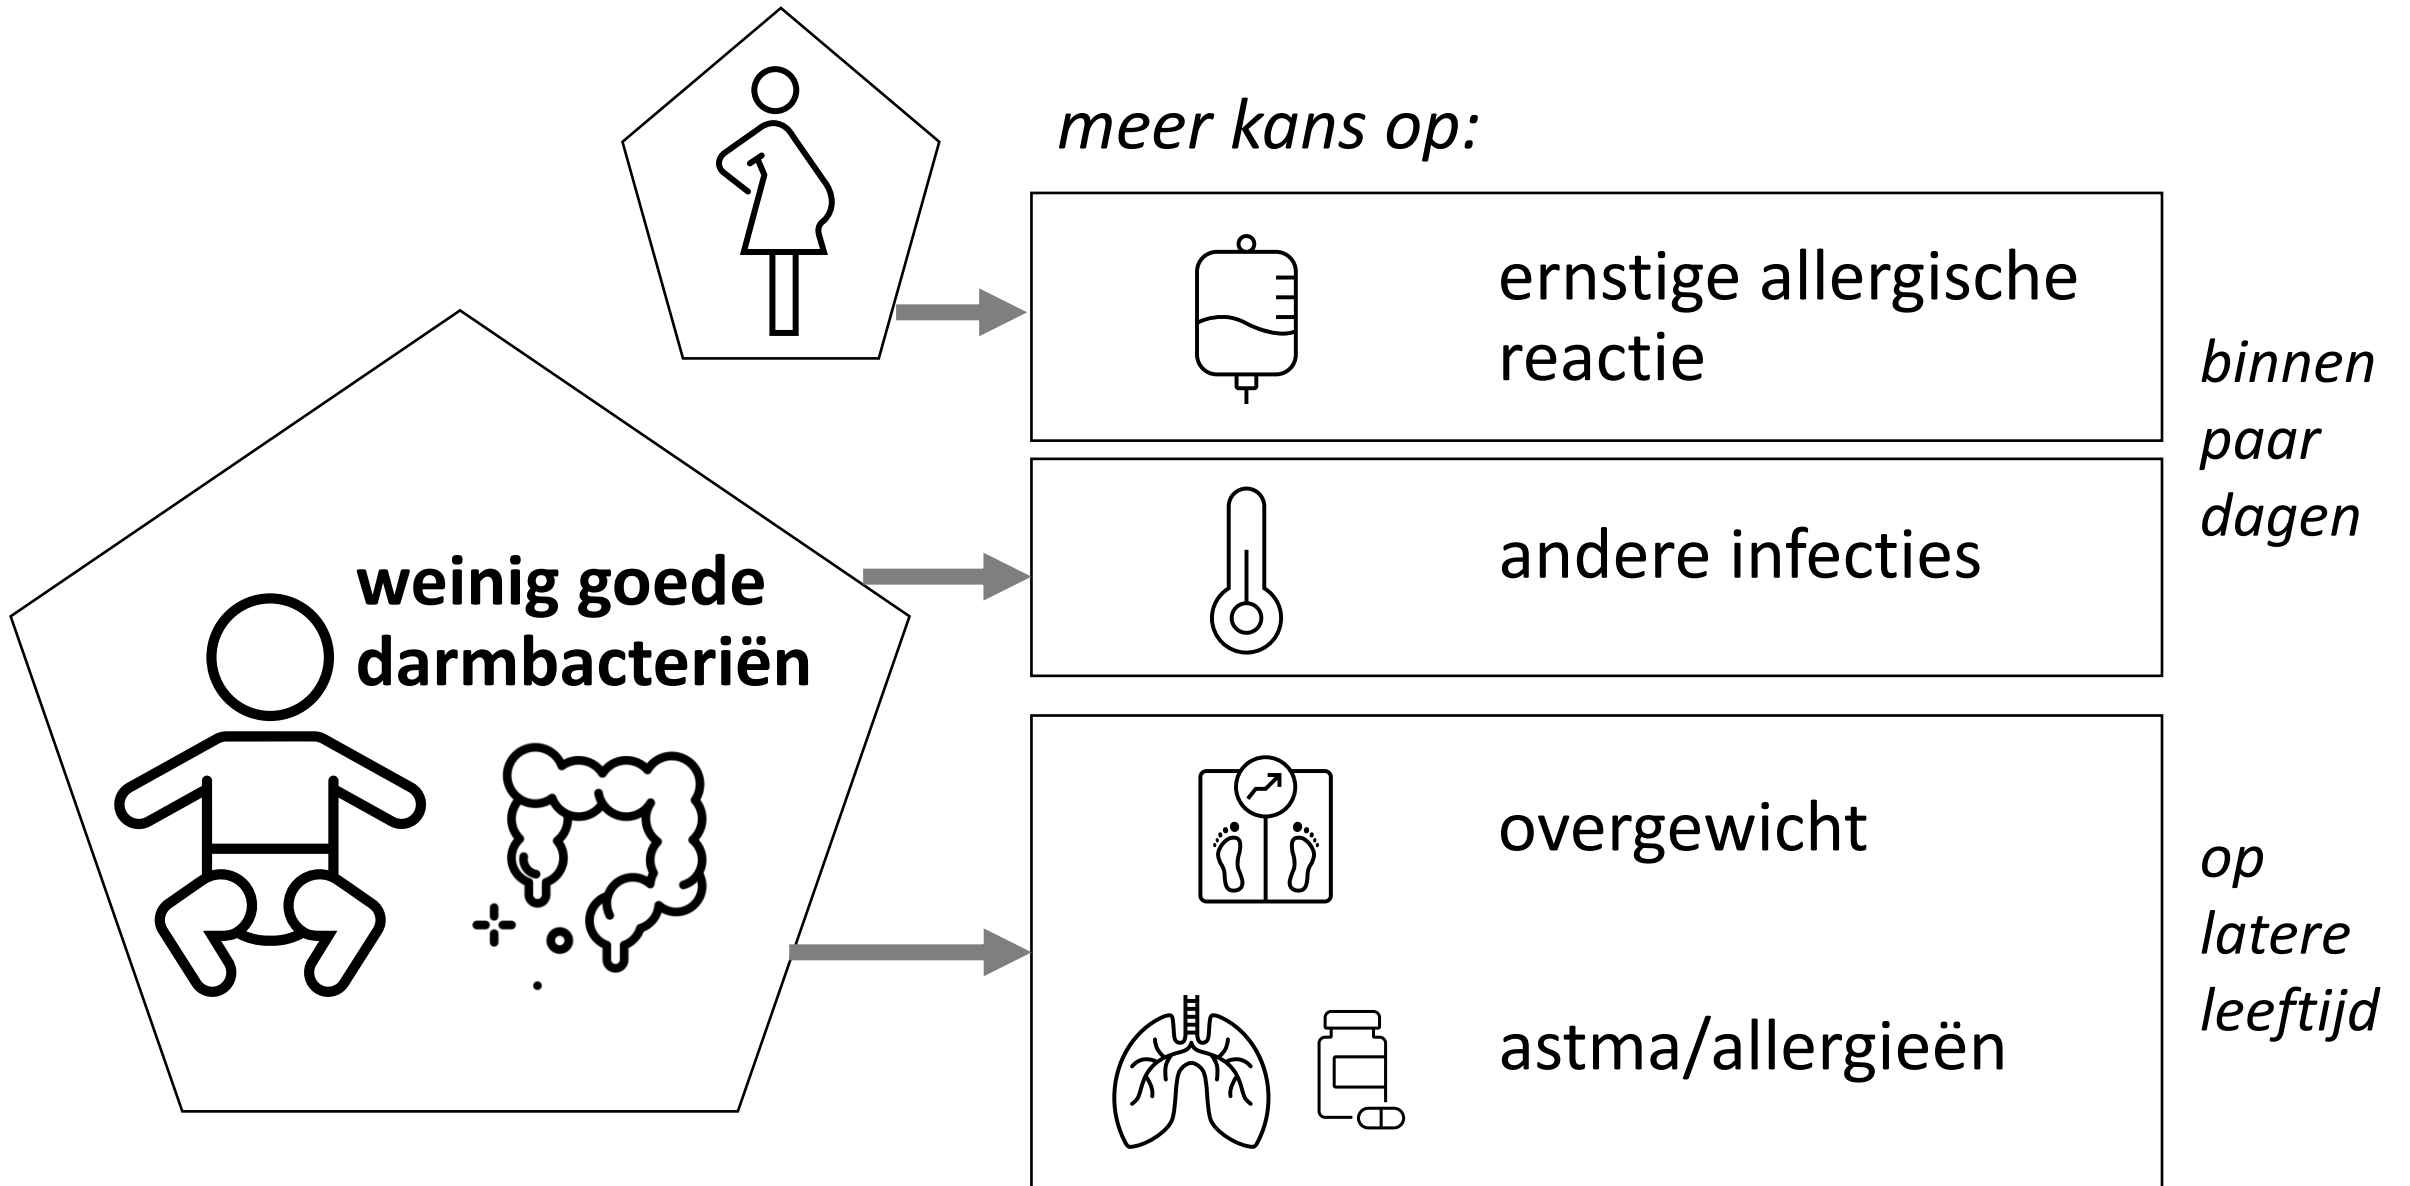 meer kans op:
ernstige allergische
reactie
binnen
paar
dagen
weinig goede
darmbacteriën
andere infecties
overgewicht
astma/allergieën
op
latere
leeftijd